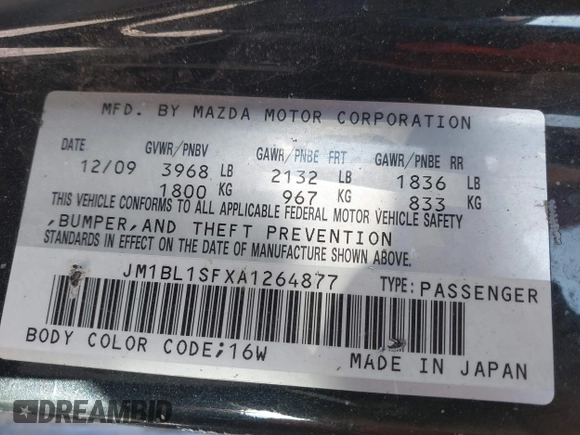 MFD. BY MAZDA MOTOR CORPORATION
DATE GVWR/PNBV GAWR/PNBE FRT GAWR/PNBE RR
12/09 3968 LB 2132 LB 1836 LB
1800 KG 967 KG 833 KG
THIS VEHICLE CONFORMS TO ALL APPLICABLE FEDERAL MOTOR VEHICLE SAFETY
,BUMPER,AND THEFT PREVENTION
STANDARDS IN EFFECT ON THE DATE OF MANUFACTURE SHOWN ABOVE.
JM1BL1SFXA1264877 TYPE: PASSENGER
BODY COLOR CODE;16W MADE IN JAPAN
DREAMBID